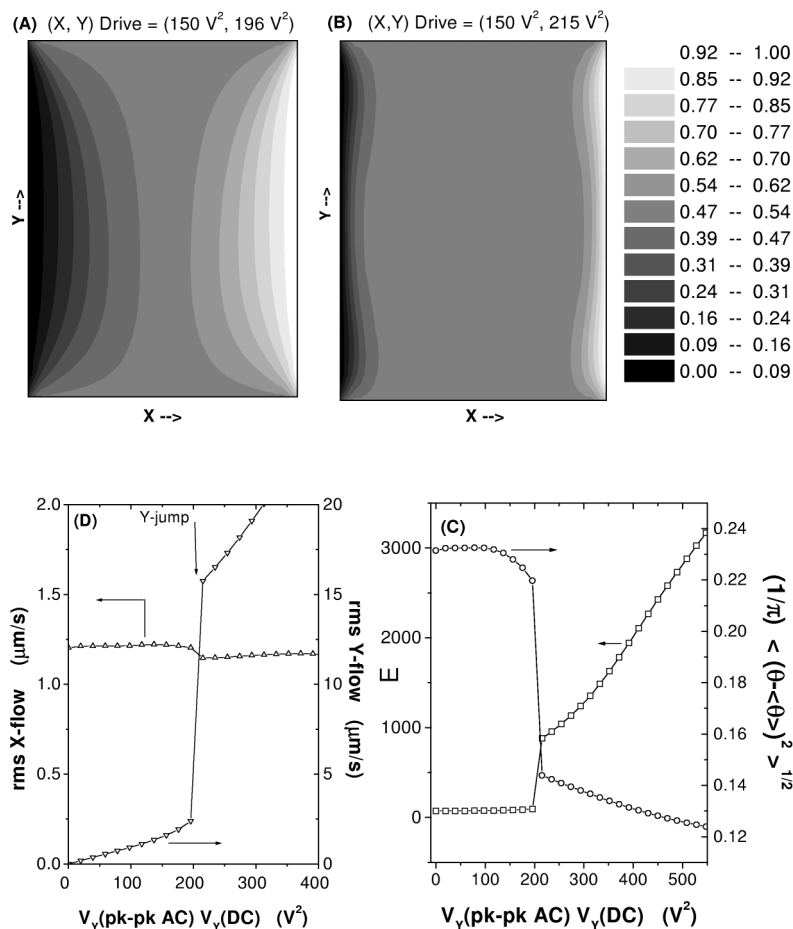 (A) (X, Y) Drive = (150 V², 196 V²)
(B) (X,Y) Drive = (150 V², 215 V²)
Y -->
X -->
Y -->
X -->
0.92 -- 1.00
0.85 -- 0.92
0.77 -- 0.85
0.70 -- 0.77
0.62 -- 0.70
0.54 -- 0.62
0.47 -- 0.54
0.39 -- 0.47
0.31 -- 0.39
0.24 -- 0.31
0.16 -- 0.24
0.09 -- 0.16
0.00 -- 0.09
(D)
Y-jump
rms X-flow (μm/s)
2.0
1.5
1.0
0.5
0.0
rms Y-flow (μm/s)
20
15
10
5
0
0 100 200 300 400
V_Y(pk-pk AC) V_Y(DC) (V²)
(C)
E
3000
2000
1000
0
(1/π) < (θ-<θ>)² >^1/2
0.24
0.22
0.20
0.18
0.16
0.14
0.12
0 100 200 300 400 500
V_Y(pk-pk AC) V_Y(DC) (V²)